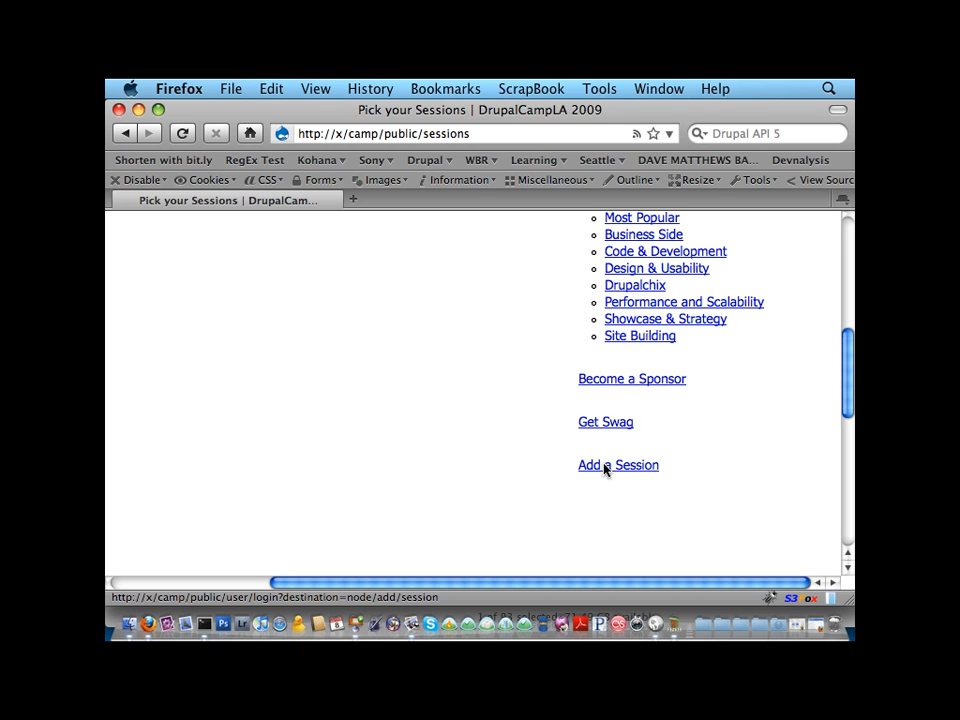 Firefox File Edit View History Bookmarks ScrapBook Tools Window Help
Pick your Sessions | DrupalCampLA 2009
http://x/camp/public/sessions Drupal API 5
Shorten with bit.ly RegEx Test Kohana Sony Drupal WBR Learning Seattle DAVE MATTHEWS BA... Devnalysis
Disable Cookies CSS Forms Images Information Miscellaneous Outline Resize Tools View Sourc
Pick your Sessions | DrupalCam...
Most Popular
Business Side
Code & Development
Design & Usability
Drupalchix
Performance and Scalability
Showcase & Strategy
Site Building
Become a Sponsor
Get Swag
Add a Session
http://x/camp/public/user/login?destination=node/add/session